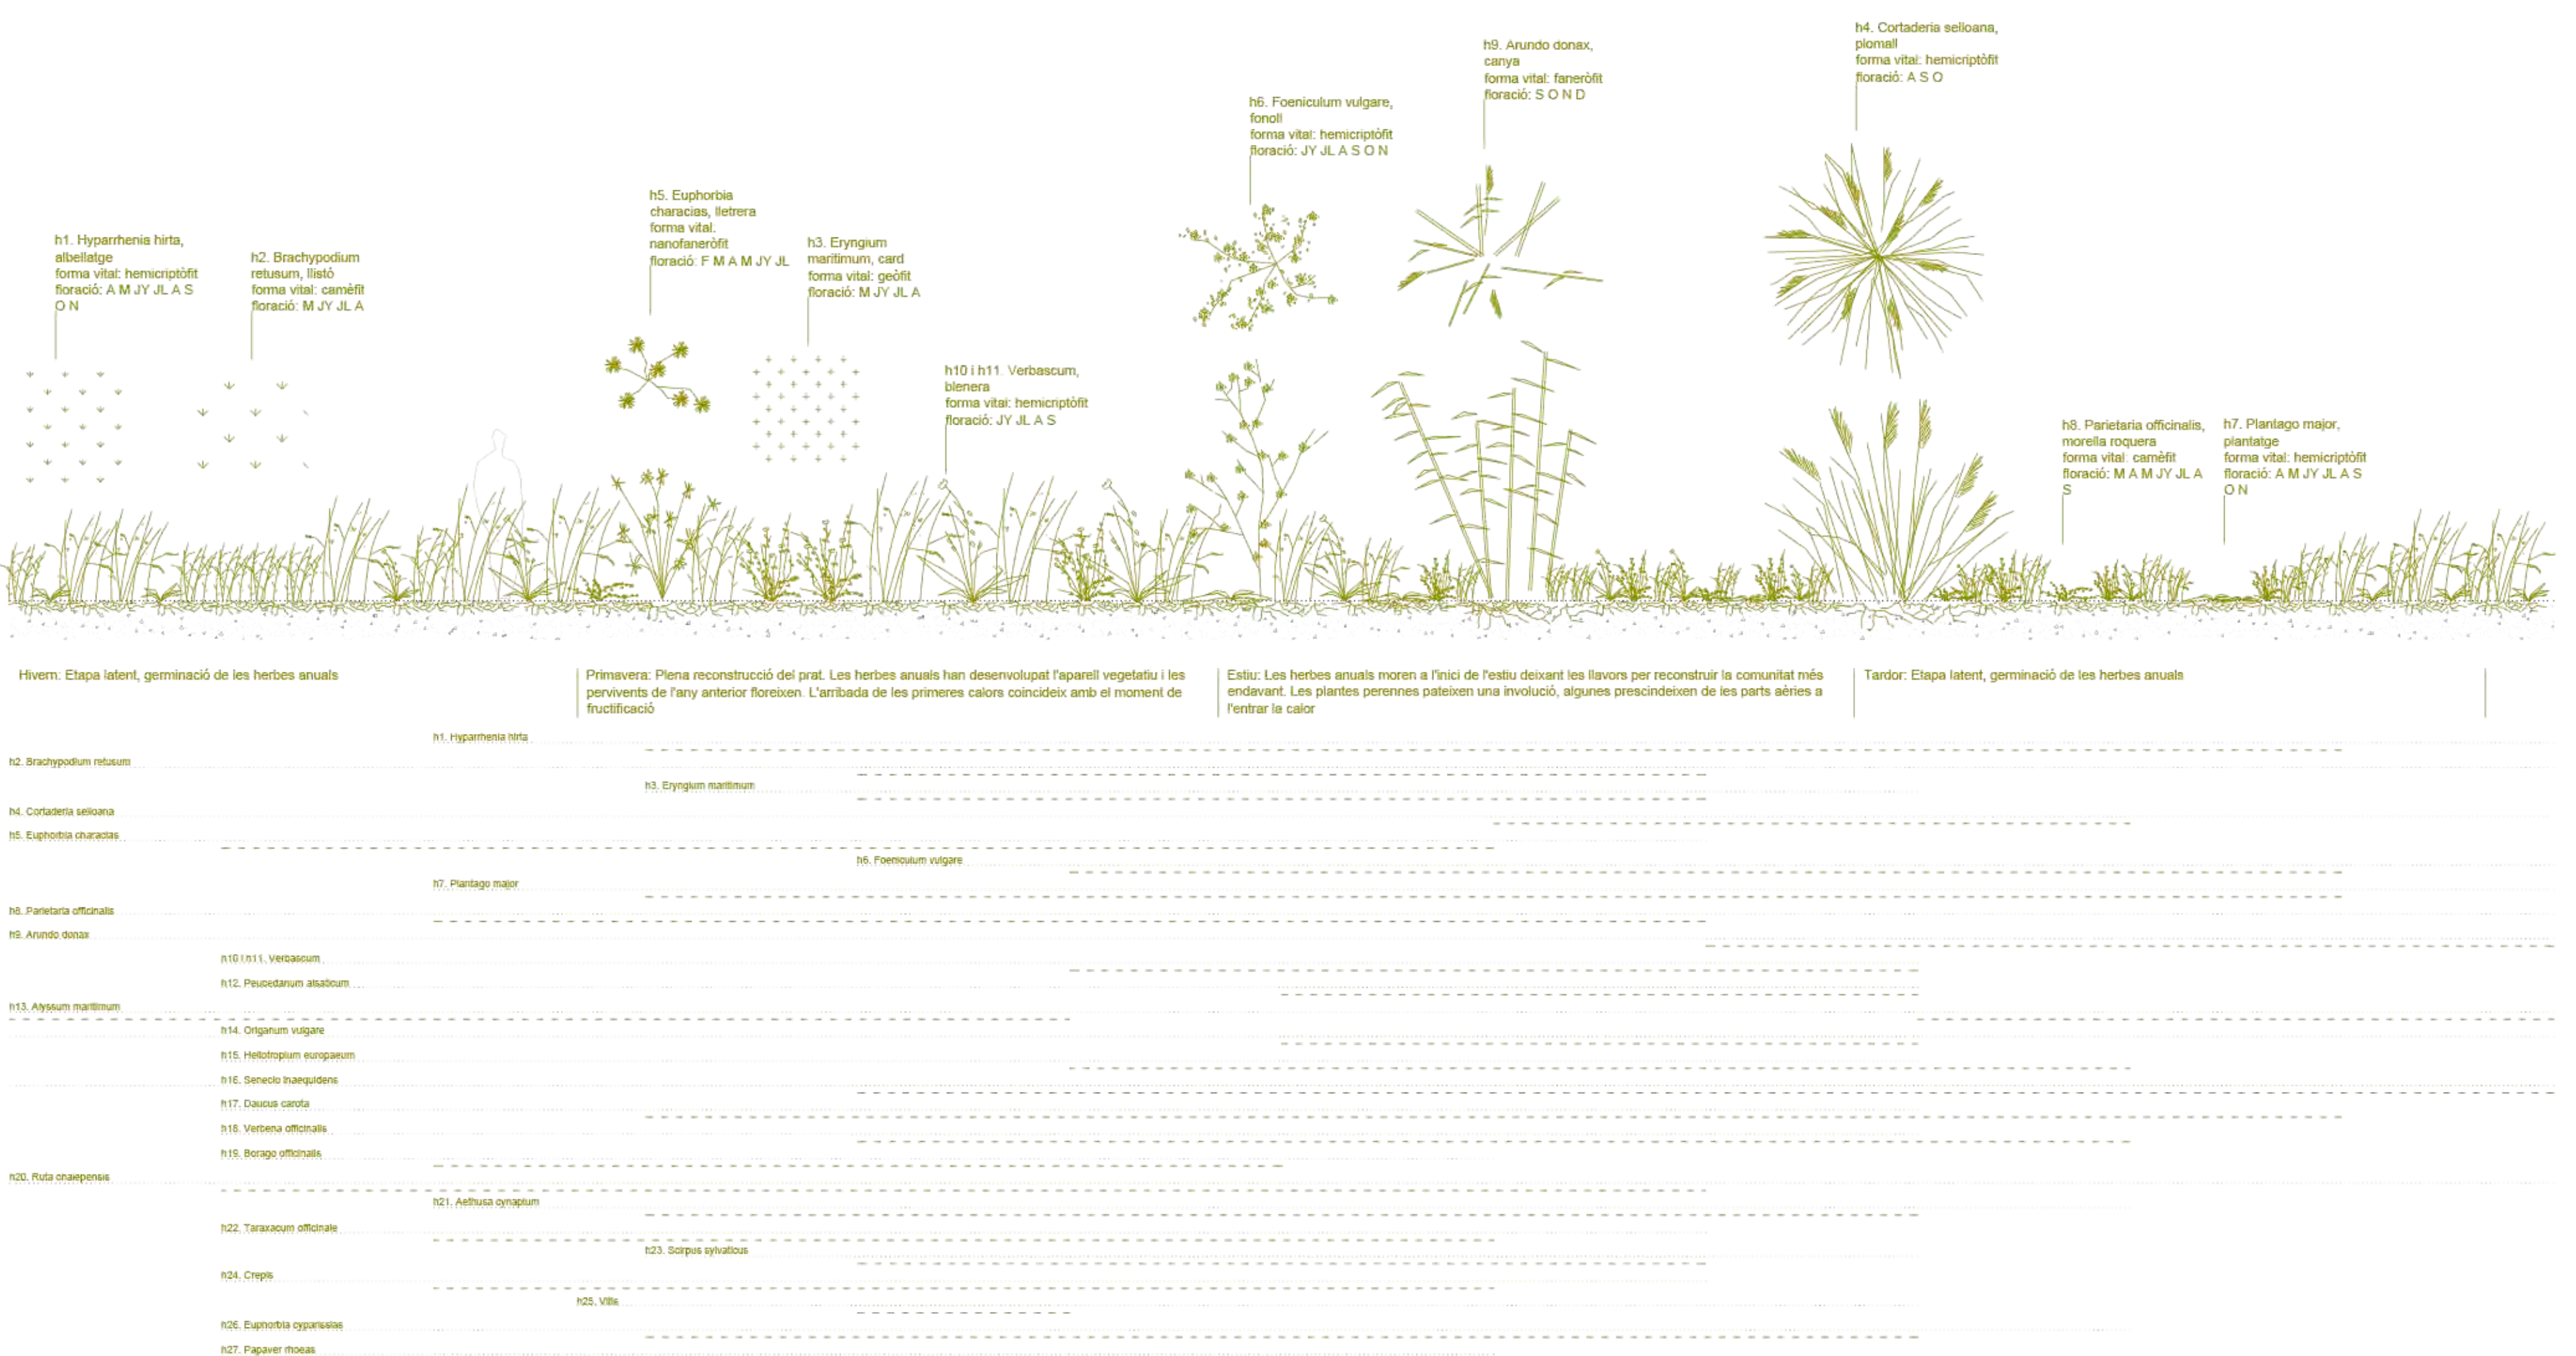 h4. Cortaderia selloana,
plomall
forma vital: hemicriptòfit
floració: A S O
h9. Arundo donax,
canya
forma vital: faneròfit
floració: S O N D
h6. Foeniculum vulgare,
fonoll
forma vital: hemicriptòfit
floració: JY JL A S O N
h5. Euphorbia
characias, lletrera
forma vital.
nanofaneròfit
floració: F M A M JY JL
h3. Eryngium
maritimum, card
forma vital: geòfit
floració: M JY JL A
h1. Hyparrhenia hirta,
albellatge
forma vital: hemicriptòfit
floració: A M JY JL A S
O N
h2. Brachypodium
retusum, llistó
forma vital: camèfit
floració: M JY JL A
h10 i h11. Verbascum,
blenera
forma vital: hemicriptòfit
floració: JY JL A S
h8. Parietaria officinalis,
morella roquera
forma vital: camèfit
floració: M A M JY JL A
S
h7. Plantago major,
plantatge
forma vital: hemicriptòfit
floració: A M JY JL A S
O N
Hivern: Etapa latent, germinació de les herbes anuals
Primavera: Plena reconstrucció del prat. Les herbes anuals han desenvolupat l'aparell vegetatiu i les
pervivents de l'any anterior floreixen. L'arribada de les primeres calors coincideix amb el moment de
fructificació
Estiu: Les herbes anuals moren a l'inici de l'estiu deixant les llavors per reconstruir la comunitat més
endavant. Les plantes perennes pateixen una involució, algunes prescindeixen de les parts aèries a
l'entrar la calor
Tardor: Etapa latent, germinació de les herbes anuals
h1. Hyparrhenia hirta
h2. Brachypodium retusum
h3. Eryngium maritimum
h4. Cortaderia selloana
h5. Euphorbia characias
h6. Foeniculum vulgare
h7. Plantago major
h8. Parietaria officinalis
h9. Arundo donax
h10 i h11. Verbascum
h12. Peucedanum alsaticum
h13. Alyssum maritimum
h14. Origanum vulgare
h15. Heliotropium europaeum
h16. Senecio inaequidens
h17. Daucus carota
h18. Verbena officinalis
h19. Borago officinalis
h20. Ruta chalepensis
h21. Aethusa cynapium
h22. Taraxacum officinale
h23. Scirpus sylvaticus
h24. Crepis
h25. Vitis
h26. Euphorbia cyparissias
h27. Papaver rhoeas